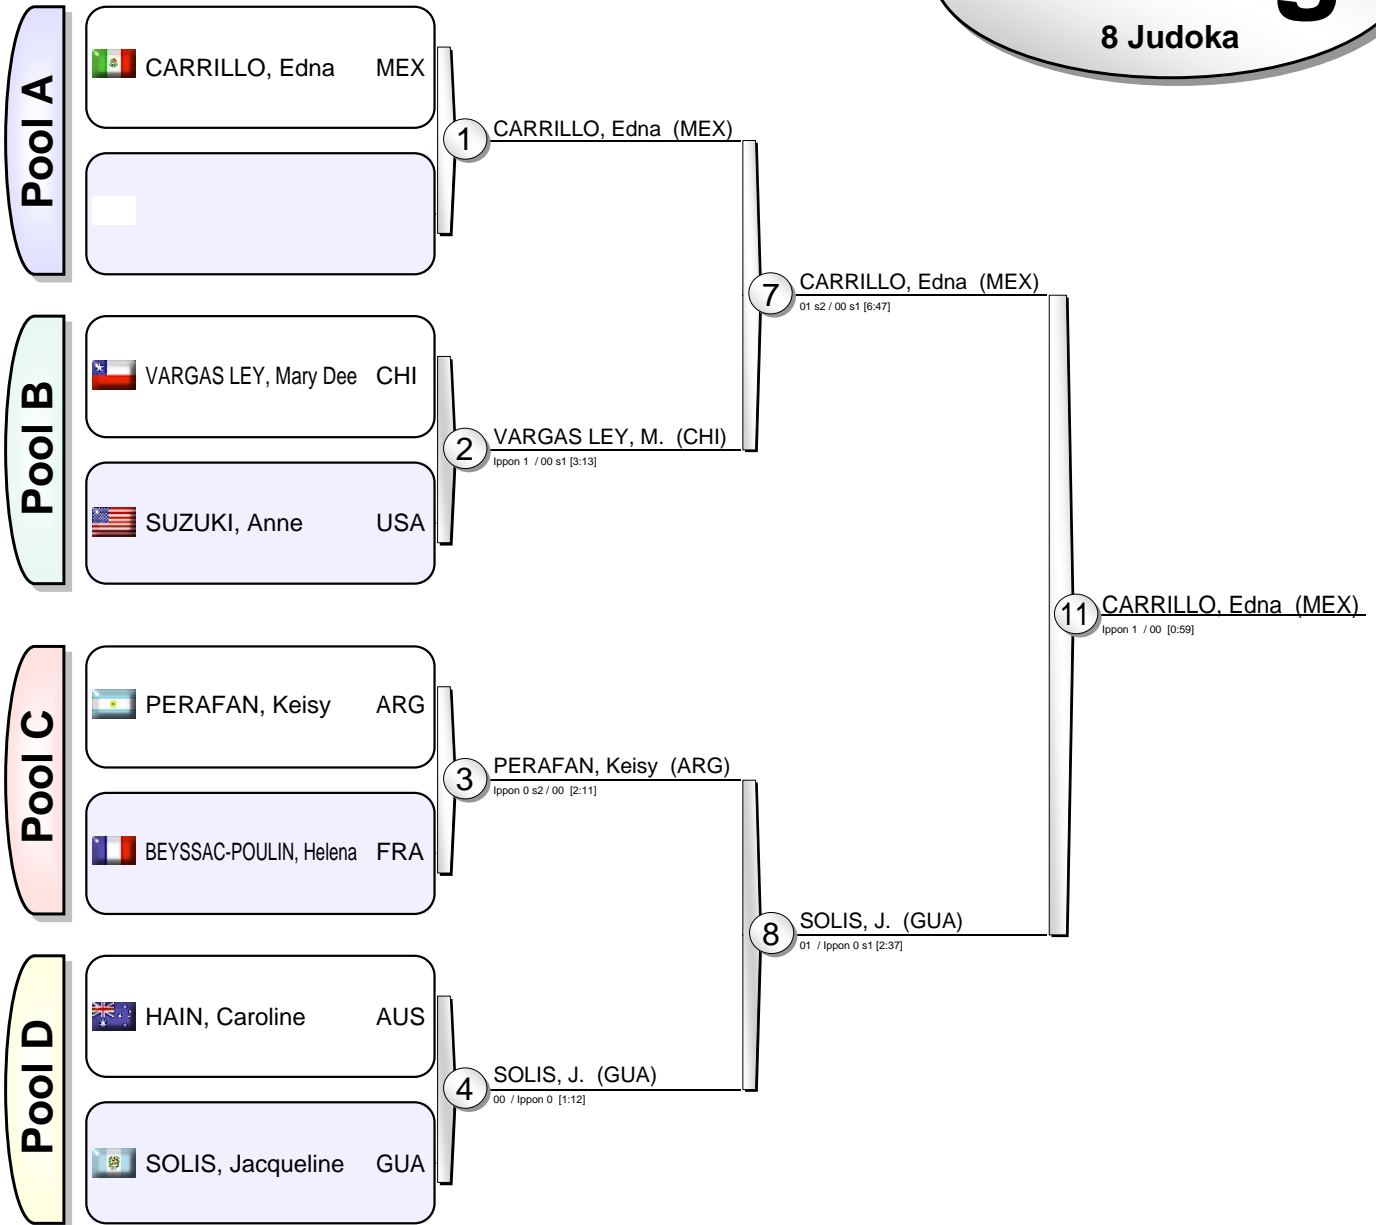 8 Judoka
Pool A
CARRILLO, Edna MEX
1
CARRILLO, Edna (MEX)
Pool B
VARGAS LEY, Mary Dee CHI
SUZUKI, Anne USA
2
VARGAS LEY, M. (CHI)
Ippon 1 / 00 s1 [3:13]
7
CARRILLO, Edna (MEX)
01 s2 / 00 s1 [6:47]
Pool C
PERAFAN, Keisy ARG
BEYSSAC-POULIN, Helena FRA
3
PERAFAN, Keisy (ARG)
Ippon 0 s2 / 00 [2:11]
Pool D
HAIN, Caroline AUS
SOLIS, Jacqueline GUA
4
SOLIS, J. (GUA)
00 / Ippon 0 [1:12]
8
SOLIS, J. (GUA)
01 / Ippon 0 s1 [2:37]
11
CARRILLO, Edna (MEX)
Ippon 1 / 00 [0:59]